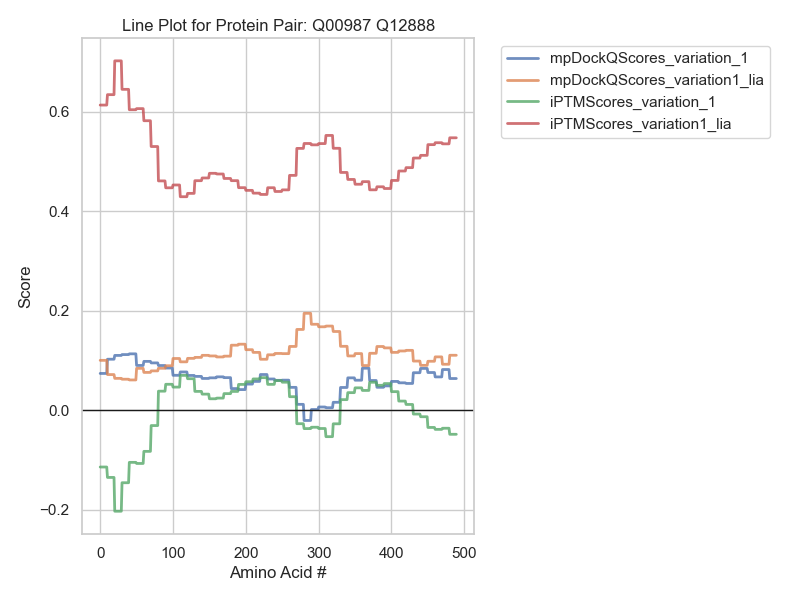 Line Plot for Protein Pair: Q00987 Q12888
mpDockQScores_variation_1
mpDockQScores_variation1_lia
iPTMScores_variation_1
iPTMScores_variation1_lia
0.6
0.4
0.2
0.0
−0.2
Score
0 100 200 300 400 500
Amino Acid #